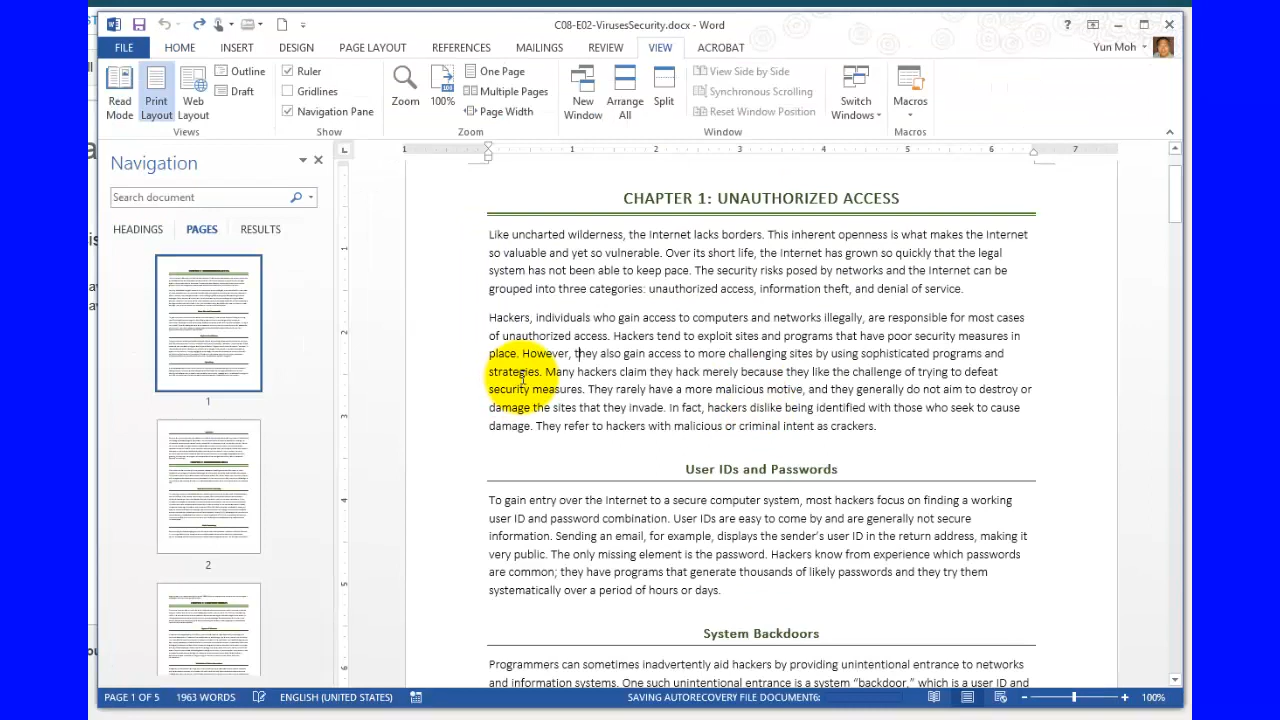 C08-E02-VirusesSecurity.docx - Word
FILE HOME INSERT DESIGN PAGE LAYOUT REFERENCES MAILINGS REVIEW VIEW ACROBAT Yun Moh
Read Mode
Print Layout
Web Layout
Outline
Draft
Views
Ruler
Gridlines
Navigation Pane
Show
Zoom
100%
One Page
Multiple Pages
Page Width
Zoom
New Window
Arrange All
Split
View Side by Side
Synchronous Scrolling
Reset Window Position
Window
Switch Windows
Macros
Macros
Navigation
Search document
HEADINGS PAGES RESULTS
1
2
CHAPTER 1: UNAUTHORIZED ACCESS
Like uncharted wilderness, the Internet lacks borders. This inherent openness is what makes the Internet
so valuable and yet so vulnerable. Over its short life, the Internet has grown so quickly that the legal
system has not been able to keep pace. The security risks posed by networks and the Internet can be
grouped into three categories: unauthorized access, information theft, and denial of service.
Hackers, individuals who gain access to computers and networks illegally, are responsible for most cases
of unauthorized access. Hackers tend to exploit sites and programs that have poor security measures in
place. However, they also gain access to more challenging sites by using sophisticated programs and
strategies. Many hackers claim they hack merely because they like the challenge of trying to defeat
security measures. They rarely have a more malicious motive, and they generally do not aim to destroy or
damage the sites that they invade. In fact, hackers dislike being identified with those who seek to cause
damage. They refer to hackers with malicious or criminal intent as crackers.
User IDs and Passwords
To gain entry over the Internet to a secure computer system, most hackers focus on finding a working
user ID and password combination. User IDs are easy to come by and are generally not secure
information. Sending an email, for example, displays the sender's user ID in the return address, making it
very public. The only missing element is the password. Hackers know from experience which passwords
are common; they have programs that generate thousands of likely passwords and they try them
systematically over a period of hours or days.
System Backdoors
Programmers can sometimes inadvertently aid hackers by providing unintentional entrance to networks
and information systems. One such unintentional entrance is a system "backdoor," which is a user ID and
PAGE 1 OF 5 1963 WORDS ENGLISH (UNITED STATES) SAVING AUTORECOVERY FILE DOCUMENT6: 100%